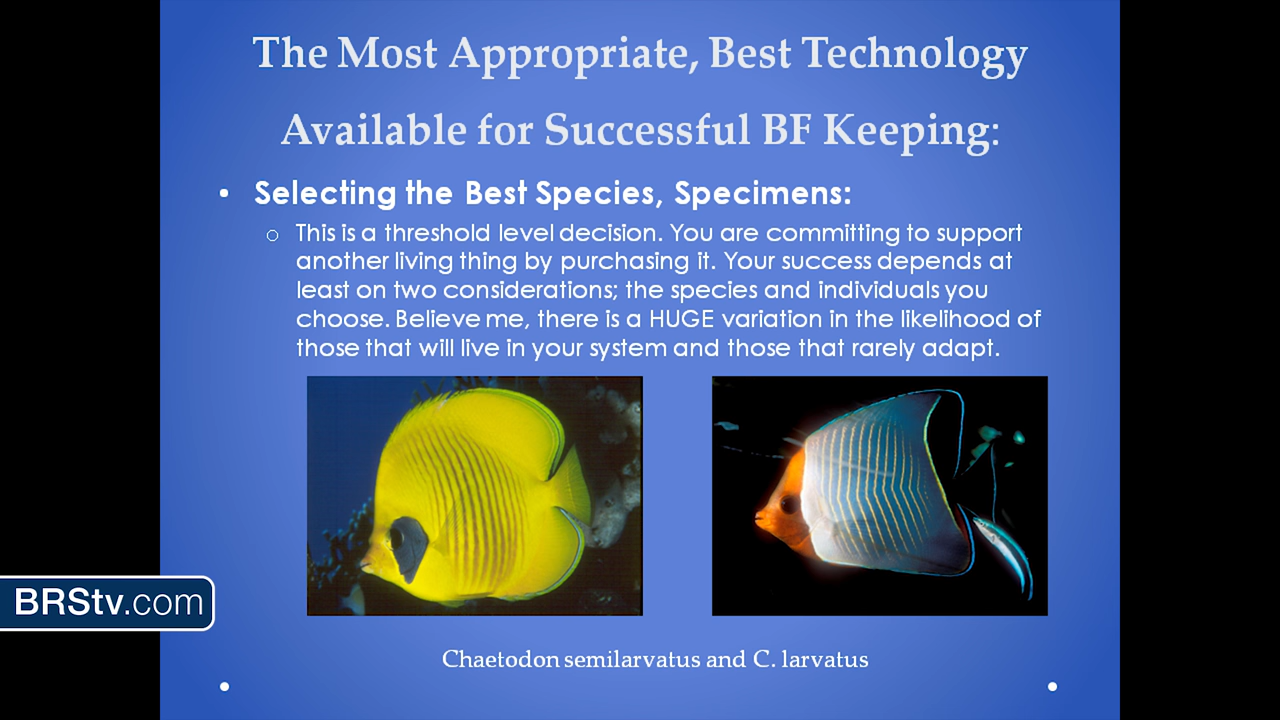 The Most Appropriate, Best Technology
Available for Successful BF Keeping:
• Selecting the Best Species, Specimens:
o This is a threshold level decision. You are committing to support
another living thing by purchasing it. Your success depends at
least on two considerations; the species and individuals you
choose. Believe me, there is a HUGE variation in the likelihood of
those that will live in your system and those that rarely adapt.
BRStv.com
Chaetodon semilarvatus and C. larvatus